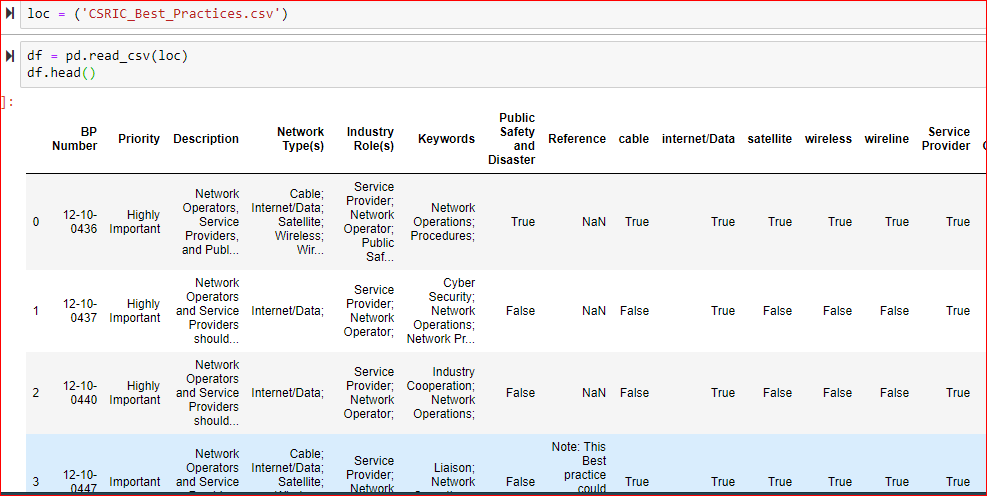 loc = ('CSRIC_Best_Practices.csv')
df = pd.read_csv(loc)
df.head()
]:
BP Number Priority Description Network Type(s) Industry Role(s) Keywords Public Safety and Disaster Reference cable internet/Data satellite wireless wireline Service Provider
0 12-10-0436 Highly Important Network Operators, Service Providers, and Publ... Cable; Internet/Data; Satellite; Wireless; Wir... Service Provider; Network Operator; Public Saf... Network Operations; Procedures; True NaN True True True True True True
1 12-10-0437 Highly Important Network Operators and Service Providers should... Internet/Data; Service Provider; Network Operator; Cyber Security; Network Operations; Network Pr... False NaN False True False False False True
2 12-10-0440 Highly Important Network Operators and Service Providers should... Internet/Data; Service Provider; Network Operator; Industry Cooperation; Network Operations; False NaN False True False False False True
3 12-10-0447 Important Network Operators and Service Cable; Internet/Data; Satellite; Service Provider; Network Liaison; Network False Note: This Best practice could True True True True True True